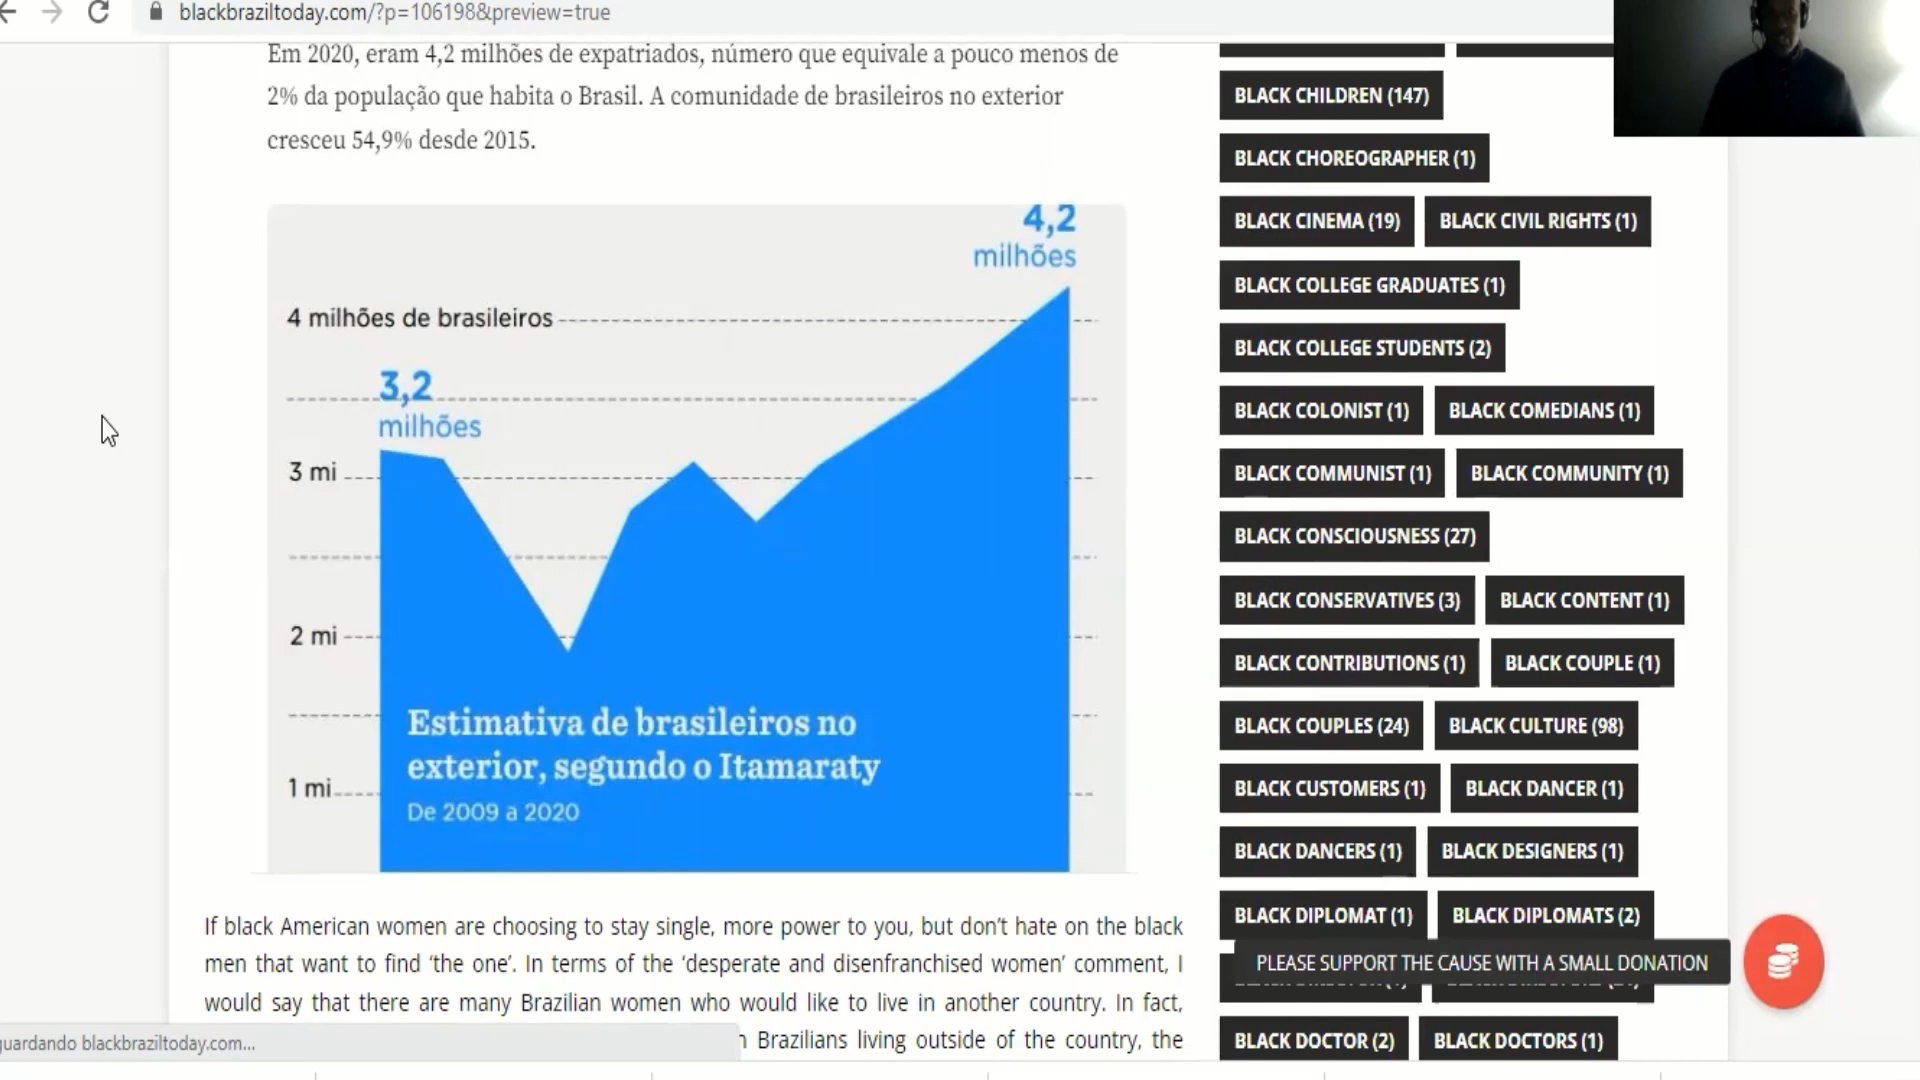 blackbraziltoday.com/?p=106198&preview=true
Em 2020, eram 4,2 milhões de expatriados, número que equivale a pouco menos de
2% da população que habita o Brasil. A comunidade de brasileiros no exterior
cresceu 54,9% desde 2015.
4,2
milhões
4 milhões de brasileiros
3,2
milhões
3 mi
2 mi
Estimativa de brasileiros no
exterior, segundo o Itamaraty
1 mi
De 2009 a 2020
If black American women are choosing to stay single, more power to you, but don't hate on the black
men that want to find ‘the one’. In terms of the ‘desperate and disenfranchised women’ comment, I
would say that there are many Brazilian women who would like to live in another country. In fact,
Brazilians living outside of the country, the
guardando blackbraziltoday.com...
BLACK CHILDREN (147)
BLACK CHOREOGRAPHER (1)
BLACK CINEMA (19) BLACK CIVIL RIGHTS (1)
BLACK COLLEGE GRADUATES (1)
BLACK COLLEGE STUDENTS (2)
BLACK COLONIST (1) BLACK COMEDIANS (1)
BLACK COMMUNIST (1) BLACK COMMUNITY (1)
BLACK CONSCIOUSNESS (27)
BLACK CONSERVATIVES (3) BLACK CONTENT (1)
BLACK CONTRIBUTIONS (1) BLACK COUPLE (1)
BLACK COUPLES (24) BLACK CULTURE (98)
BLACK CUSTOMERS (1) BLACK DANCER (1)
BLACK DANCERS (1) BLACK DESIGNERS (1)
BLACK DIPLOMAT (1) BLACK DIPLOMATS (2)
PLEASE SUPPORT THE CAUSE WITH A SMALL DONATION
BLACK DOCTOR (2) BLACK DOCTORS (1)